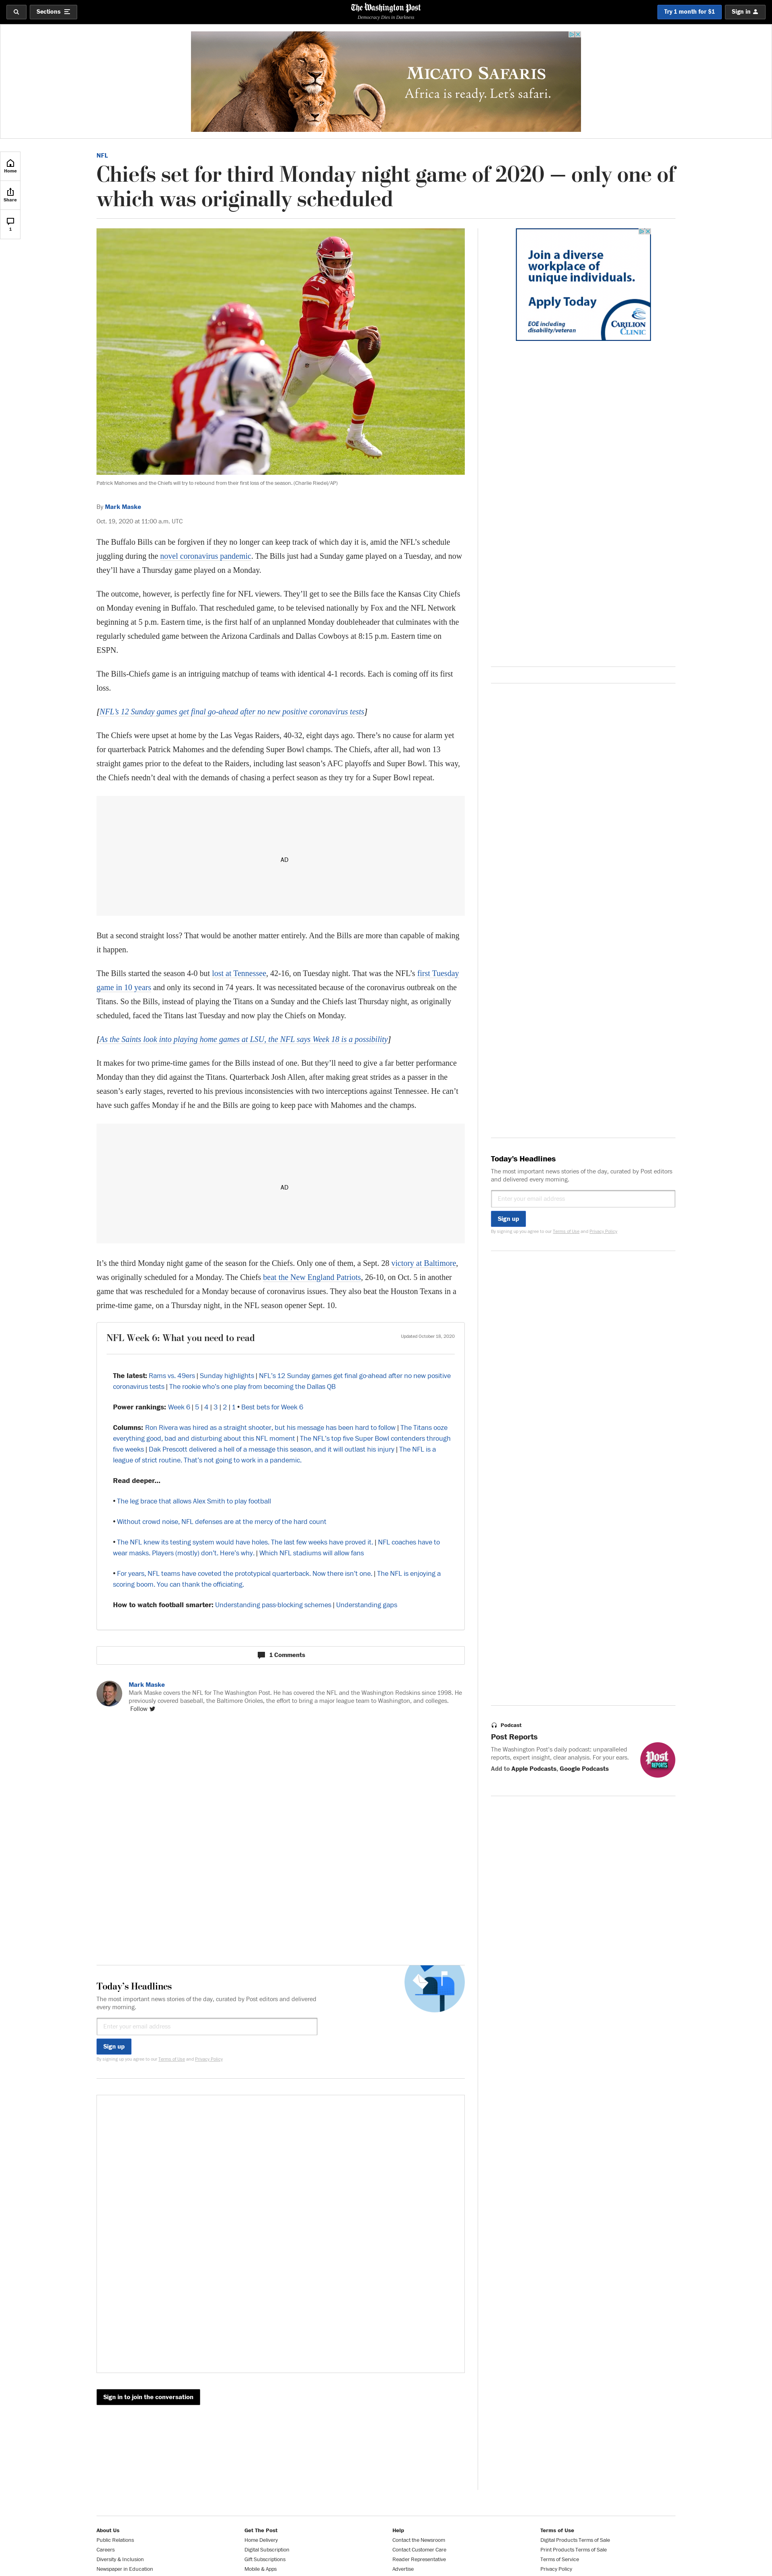 Sections
The Washington Post
Democracy Dies in Darkness
Try 1 month for $1
Sign in
MICATO SAFARIS
Africa is ready. Let's safari.
Home
Share
1
NFL
Chiefs set for third Monday night game of 2020 — only one of
which was originally scheduled
Join a diverse
workplace of
unique individuals.
Apply Today
EOE including
disability/veteran
CARILION
CLINIC
Patrick Mahomes and the Chiefs will try to rebound from their first loss of the season. (Charlie Riedel/AP)
By Mark Maske
Oct. 19, 2020 at 11:00 a.m. UTC
The Buffalo Bills can be forgiven if they no longer can keep track of which day it is, amid the NFL's schedule
juggling during the novel coronavirus pandemic. The Bills just had a Sunday game played on a Tuesday, and now
they'll have a Thursday game played on a Monday.
The outcome, however, is perfectly fine for NFL viewers. They'll get to see the Bills face the Kansas City Chiefs
on Monday evening in Buffalo. That rescheduled game, to be televised nationally by Fox and the NFL Network
beginning at 5 p.m. Eastern time, is the first half of an unplanned Monday doubleheader that culminates with the
regularly scheduled game between the Arizona Cardinals and Dallas Cowboys at 8:15 p.m. Eastern time on
ESPN.
The Bills-Chiefs game is an intriguing matchup of teams with identical 4-1 records. Each is coming off its first
loss.
[NFL's 12 Sunday games get final go-ahead after no new positive coronavirus tests]
The Chiefs were upset at home by the Las Vegas Raiders, 40-32, eight days ago. There's no cause for alarm yet
for quarterback Patrick Mahomes and the defending Super Bowl champs. The Chiefs, after all, had won 13
straight games prior to the defeat to the Raiders, including last season's AFC playoffs and Super Bowl. This way,
the Chiefs needn't deal with the demands of chasing a perfect season as they try for a Super Bowl repeat.
AD
But a second straight loss? That would be another matter entirely. And the Bills are more than capable of making
it happen.
The Bills started the season 4-0 but lost at Tennessee, 42-16, on Tuesday night. That was the NFL's first Tuesday
game in 10 years and only its second in 74 years. It was necessitated because of the coronavirus outbreak on the
Titans. So the Bills, instead of playing the Titans on a Sunday and the Chiefs last Thursday night, as originally
scheduled, faced the Titans last Tuesday and now play the Chiefs on Monday.
[As the Saints look into playing home games at LSU, the NFL says Week 18 is a possibility]
It makes for two prime-time games for the Bills instead of one. But they'll need to give a far better performance
Monday than they did against the Titans. Quarterback Josh Allen, after making great strides as a passer in the
season's early stages, reverted to his previous inconsistencies with two interceptions against Tennessee. He can't
have such gaffes Monday if he and the Bills are going to keep pace with Mahomes and the champs.
AD
Today's Headlines
The most important news stories of the day, curated by Post editors
and delivered every morning.
Enter your email address
Sign up
By signing up you agree to our Terms of Use and Privacy Policy
It's the third Monday night game of the season for the Chiefs. Only one of them, a Sept. 28 victory at Baltimore,
was originally scheduled for a Monday. The Chiefs beat the New England Patriots, 26-10, on Oct. 5 in another
game that was rescheduled for a Monday because of coronavirus issues. They also beat the Houston Texans in a
prime-time game, on a Thursday night, in the NFL season opener Sept. 10.
NFL Week 6: What you need to read
Updated October 18, 2020
The latest: Rams vs. 49ers | Sunday highlights | NFL's 12 Sunday games get final go-ahead after no new positive
coronavirus tests | The rookie who's one play from becoming the Dallas QB
Power rankings: Week 6 | 5 | 4 | 3 | 2 | 1 • Best bets for Week 6
Columns: Ron Rivera was hired as a straight shooter, but his message has been hard to follow | The Titans ooze
everything good, bad and disturbing about this NFL moment | The NFL's top five Super Bowl contenders through
five weeks | Dak Prescott delivered a hell of a message this season, and it will outlast his injury | The NFL is a
league of strict routine. That's not going to work in a pandemic.
Read deeper...
• The leg brace that allows Alex Smith to play football
• Without crowd noise, NFL defenses are at the mercy of the hard count
• The NFL knew its testing system would have holes. The last few weeks have proved it. | NFL coaches have to
wear masks. Players (mostly) don't. Here's why. | Which NFL stadiums will allow fans
• For years, NFL teams have coveted the prototypical quarterback. Now there isn't one. | The NFL is enjoying a
scoring boom. You can thank the officiating.
How to watch football smarter: Understanding pass-blocking schemes | Understanding gaps
1 Comments
Mark Maske
Mark Maske covers the NFL for The Washington Post. He has covered the NFL and the Washington Redskins since 1998. He
previously covered baseball, the Baltimore Orioles, the effort to bring a major league team to Washington, and colleges.
Follow
Podcast
Post Reports
The Washington Post's daily podcast: unparalleled
reports, expert insight, clear analysis. For your ears.
Add to Apple Podcasts, Google Podcasts
Post
REPORTS
Today's Headlines
The most important news stories of the day, curated by Post editors and delivered
every morning.
Enter your email address
Sign up
By signing up you agree to our Terms of Use and Privacy Policy
Sign in to join the conversation
About Us
Public Relations
Careers
Diversity & Inclusion
Newspaper in Education
Get The Post
Home Delivery
Digital Subscription
Gift Subscriptions
Mobile & Apps
Help
Contact the Newsroom
Contact Customer Care
Reader Representative
Advertise
Terms of Use
Digital Products Terms of Sale
Print Products Terms of Sale
Terms of Service
Privacy Policy